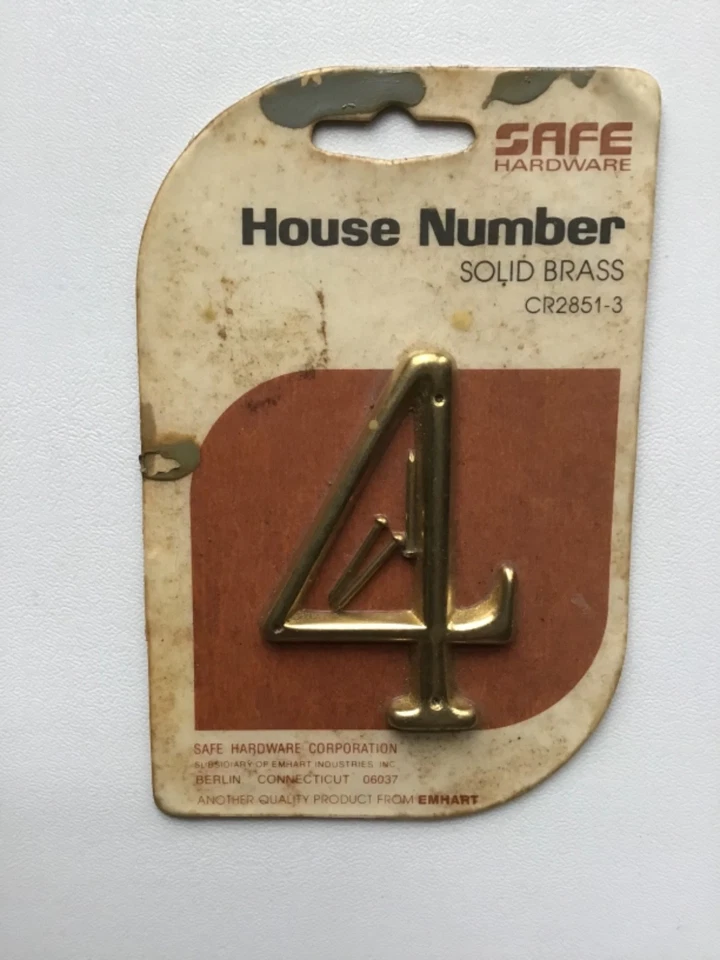 SAFE
HARDWARE
House Number
SOLID BRASS
CR2851-3
4
SAFE HARDWARE CORPORATION
SUBSIDIARY OF EMHART INDUSTRIES, INC.
BERLIN CONNECTICUT 06037
ANOTHER QUALITY PRODUCT FROM EMHART